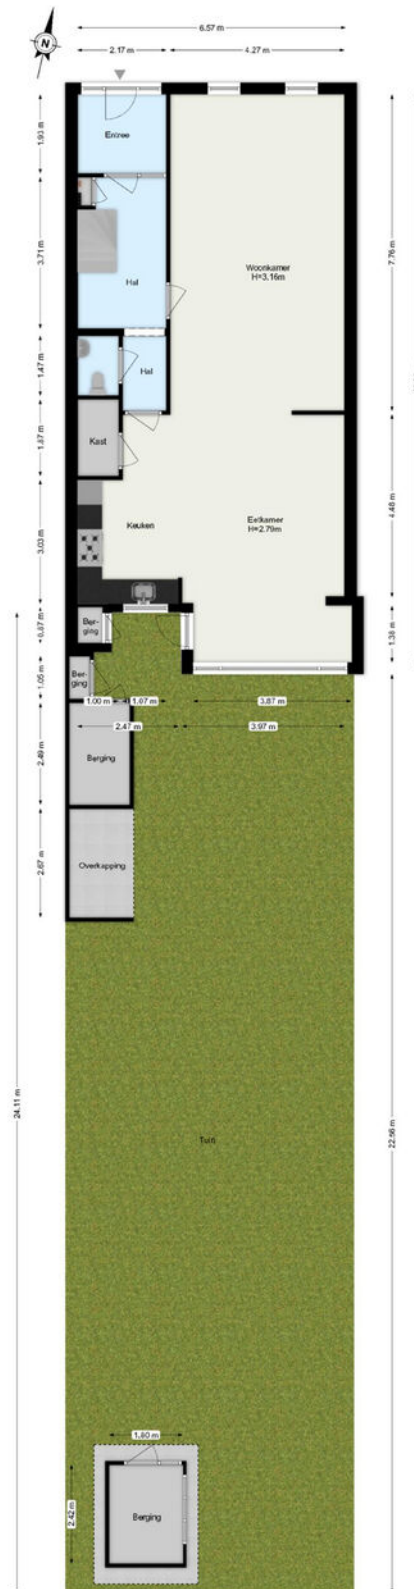 6.57 m
N
2.17 m
4.27 m
1.93 m
Entree
3.71 m
7.76 m
Woonkamer
H=3.16m
Hal
1.47 m
Hal
1.87 m
Kast
4.48 m
3.03 m
Keuken
Eetkamer
H=2.79m
0.87 m
Ber-
ging
1.38 m
1.05 m
Ber-
ging
1.00 m
1.07 m
3.87 m
2.47 m
3.97 m
2.49 m
Berging
2.67 m
Overkapping
24.11 m
22.56 m
Tuin
1.80 m
2.42 m
Berging